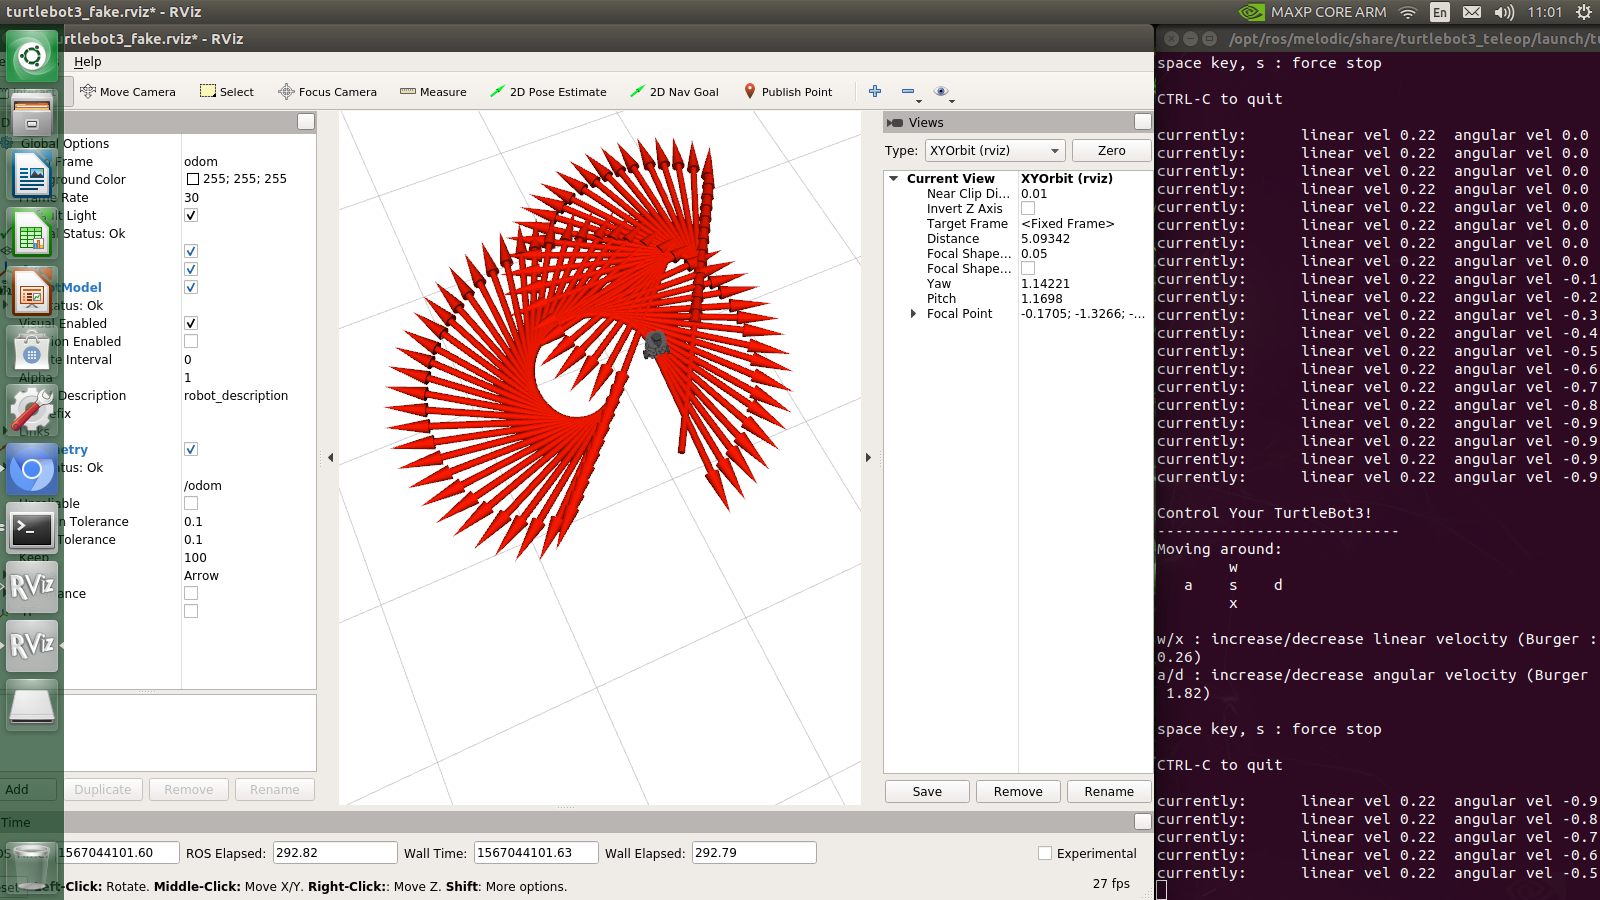 turtlebot3_fake.rviz* - RViz
MAXP CORE ARM
En
11:01
urtlebot3_fake.rviz* - RViz
/opt/ros/melodic/share/turtlebot3_teleop/launch/tu
Help
Move Camera
Select
Focus Camera
Measure
2D Pose Estimate
2D Nav Goal
Publish Point
Global Options
Frame
odom
ground Color
255; 255; 255
Frame Rate
30
Light
Status: Ok
Model
atus: Ok
Visual Enabled
on Enabled
te Interval
0
Alpha
1
Description
robot_description
efix
Links
etry
atus: Ok
/odom
able
n Tolerance
0.1
Tolerance
0.1
Keep
100
Arrow
ance
RViz
RViz
Add
Duplicate
Remove
Rename
Views
Type:
XYOrbit (rviz)
Zero
Current View
XYOrbit (rviz)
Near Clip Di...
0.01
Invert Z Axis
Target Frame
<Fixed Frame>
Distance
5.09342
Focal Shape...
0.05
Focal Shape...
Yaw
1.14221
Pitch
1.1698
Focal Point
-0.1705; -1.3266; -...
Save
Remove
Rename
Time
1567044101.60
ROS Elapsed:
292.82
Wall Time:
1567044101.63
Wall Elapsed:
292.79
Experimental
eft-Click: Rotate. Middle-Click: Move X/Y. Right-Click:: Move Z. Shift: More options.
27 fps
space key, s : force stop
CTRL-C to quit
currently: linear vel 0.22 angular vel 0.0
currently: linear vel 0.22 angular vel 0.0
currently: linear vel 0.22 angular vel 0.0
currently: linear vel 0.22 angular vel 0.0
currently: linear vel 0.22 angular vel 0.0
currently: linear vel 0.22 angular vel 0.0
currently: linear vel 0.22 angular vel 0.0
currently: linear vel 0.22 angular vel 0.0
currently: linear vel 0.22 angular vel -0.1
currently: linear vel 0.22 angular vel -0.2
currently: linear vel 0.22 angular vel -0.3
currently: linear vel 0.22 angular vel -0.4
currently: linear vel 0.22 angular vel -0.5
currently: linear vel 0.22 angular vel -0.6
currently: linear vel 0.22 angular vel -0.7
currently: linear vel 0.22 angular vel -0.8
currently: linear vel 0.22 angular vel -0.9
currently: linear vel 0.22 angular vel -0.9
currently: linear vel 0.22 angular vel -0.9
currently: linear vel 0.22 angular vel -0.9
Control Your TurtleBot3!
---------------------------
Moving around:
w
a s d
x
w/x : increase/decrease linear velocity (Burger :
0.26)
a/d : increase/decrease angular velocity (Burger
1.82)
space key, s : force stop
CTRL-C to quit
currently: linear vel 0.22 angular vel -0.9
currently: linear vel 0.22 angular vel -0.8
currently: linear vel 0.22 angular vel -0.7
currently: linear vel 0.22 angular vel -0.6
currently: linear vel 0.22 angular vel -0.5